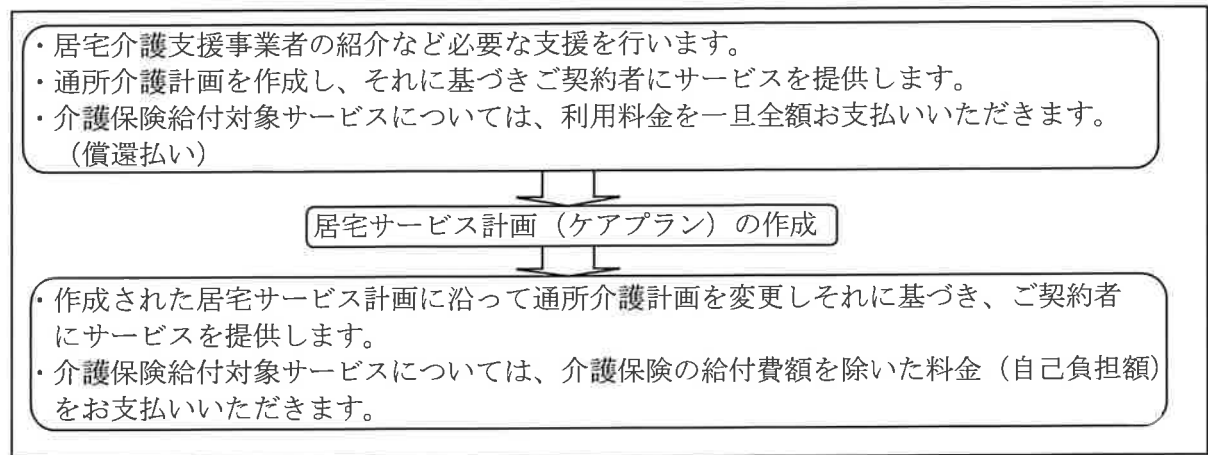 ・居宅介護支援事業者の紹介など必要な支援を行います。
・通所介護計画を作成し、それに基づきご契約者にサービスを提供します。
・介護保険給付対象サービスについては、利用料金を一旦全額お支払いいただきます。
（償還払い）
居宅サービス計画（ケアプラン）の作成
・作成された居宅サービス計画に沿って通所介護計画を変更しそれに基づき、ご契約者
にサービスを提供します。
・介護保険給付対象サービスについては、介護保険の給付費額を除いた料金（自己負担額）
をお支払いいただきます。